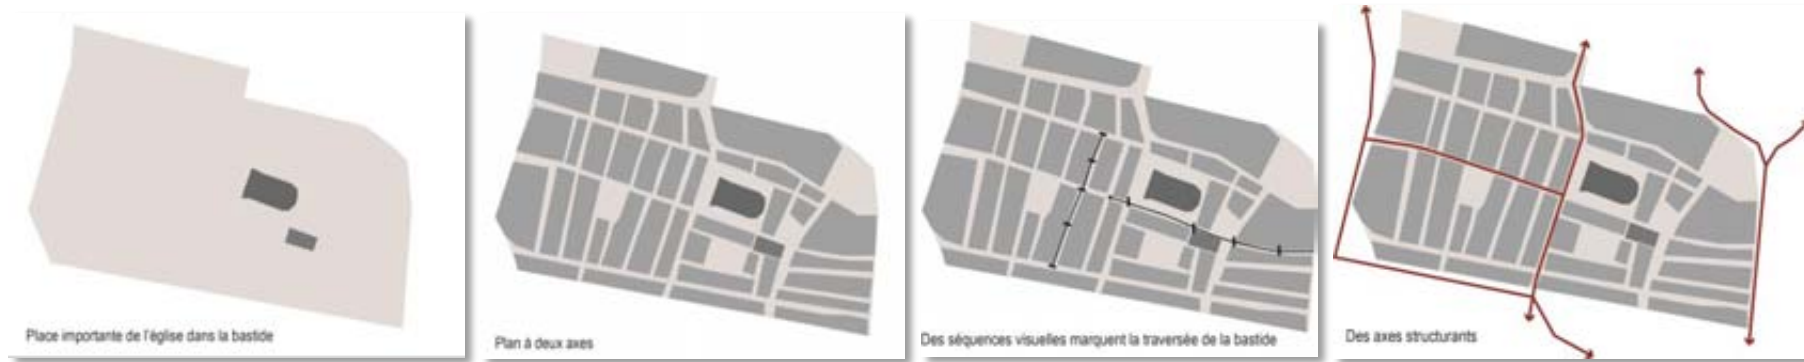 Place importante de l'église dans la bastide
Plan à deux axes
Des séquences visuelles marquent la traversée de la bastide
Des axes structurants